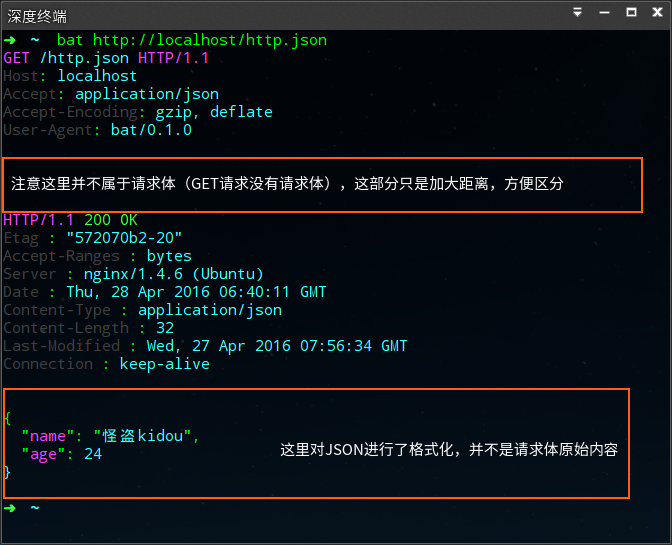 深度终端
➜ ~ bat http://localhost/http.json
GET /http.json HTTP/1.1
Host: localhost
Accept: application/json
Accept-Encoding: gzip, deflate
User-Agent: bat/0.1.0
注意这里并不属于请求体（GET请求没有请求体），这部分只是加大距离，方便区分
HTTP/1.1 200 OK
Etag : "572070b2-20"
Accept-Ranges : bytes
Server : nginx/1.4.6 (Ubuntu)
Date : Thu, 28 Apr 2016 06:40:11 GMT
Content-Type : application/json
Content-Length : 32
Last-Modified : Wed, 27 Apr 2016 07:56:34 GMT
Connection : keep-alive
{
"name": "怪盗kidou",
"age": 24
这里对JSON进行了格式化，并不是请求体原始内容
}
➜ ~